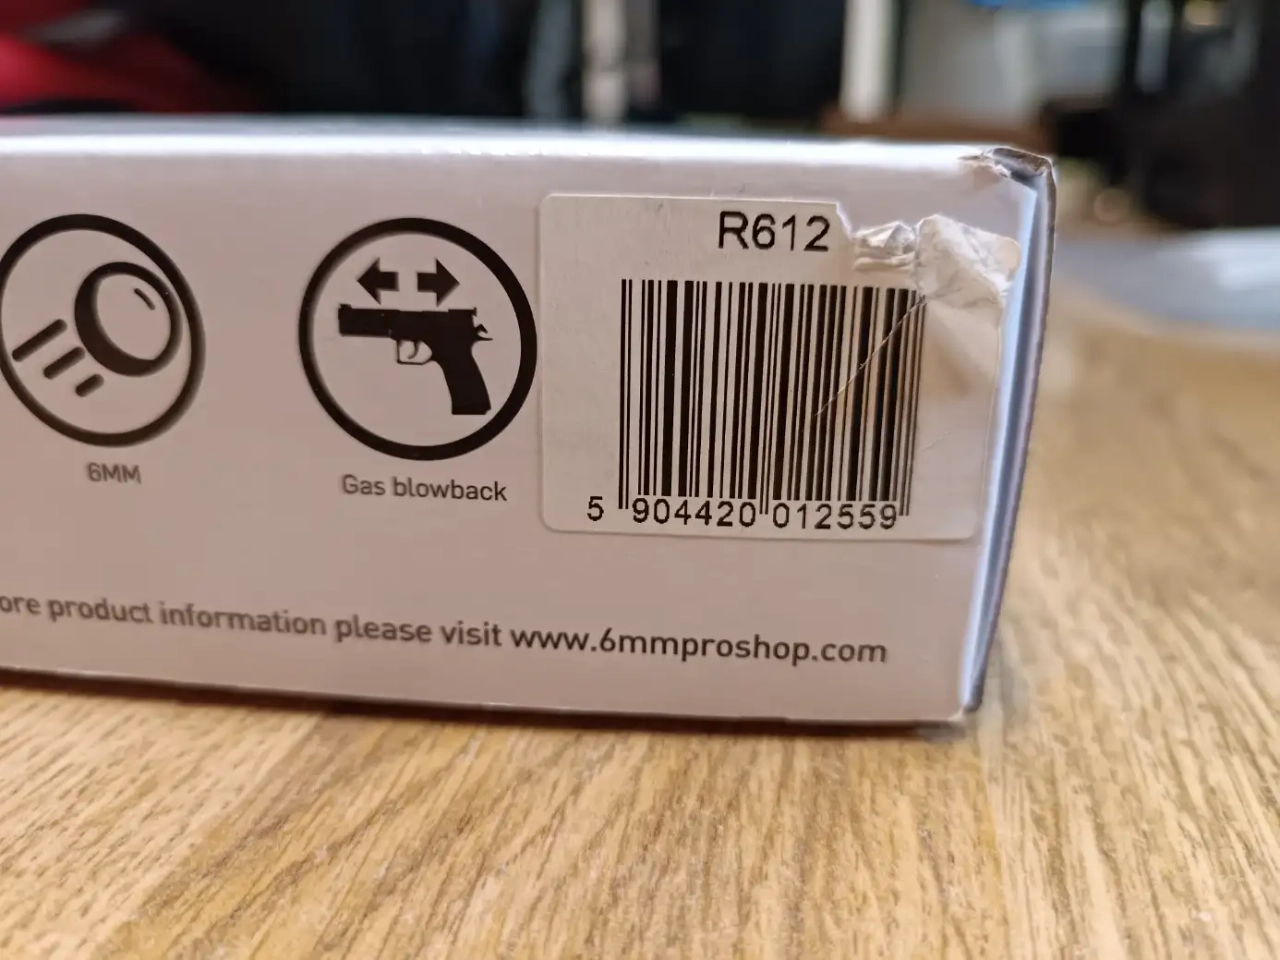 R612
5 904420 012559
6MM
Gas blowback
ore product information please visit www.6mmproshop.com